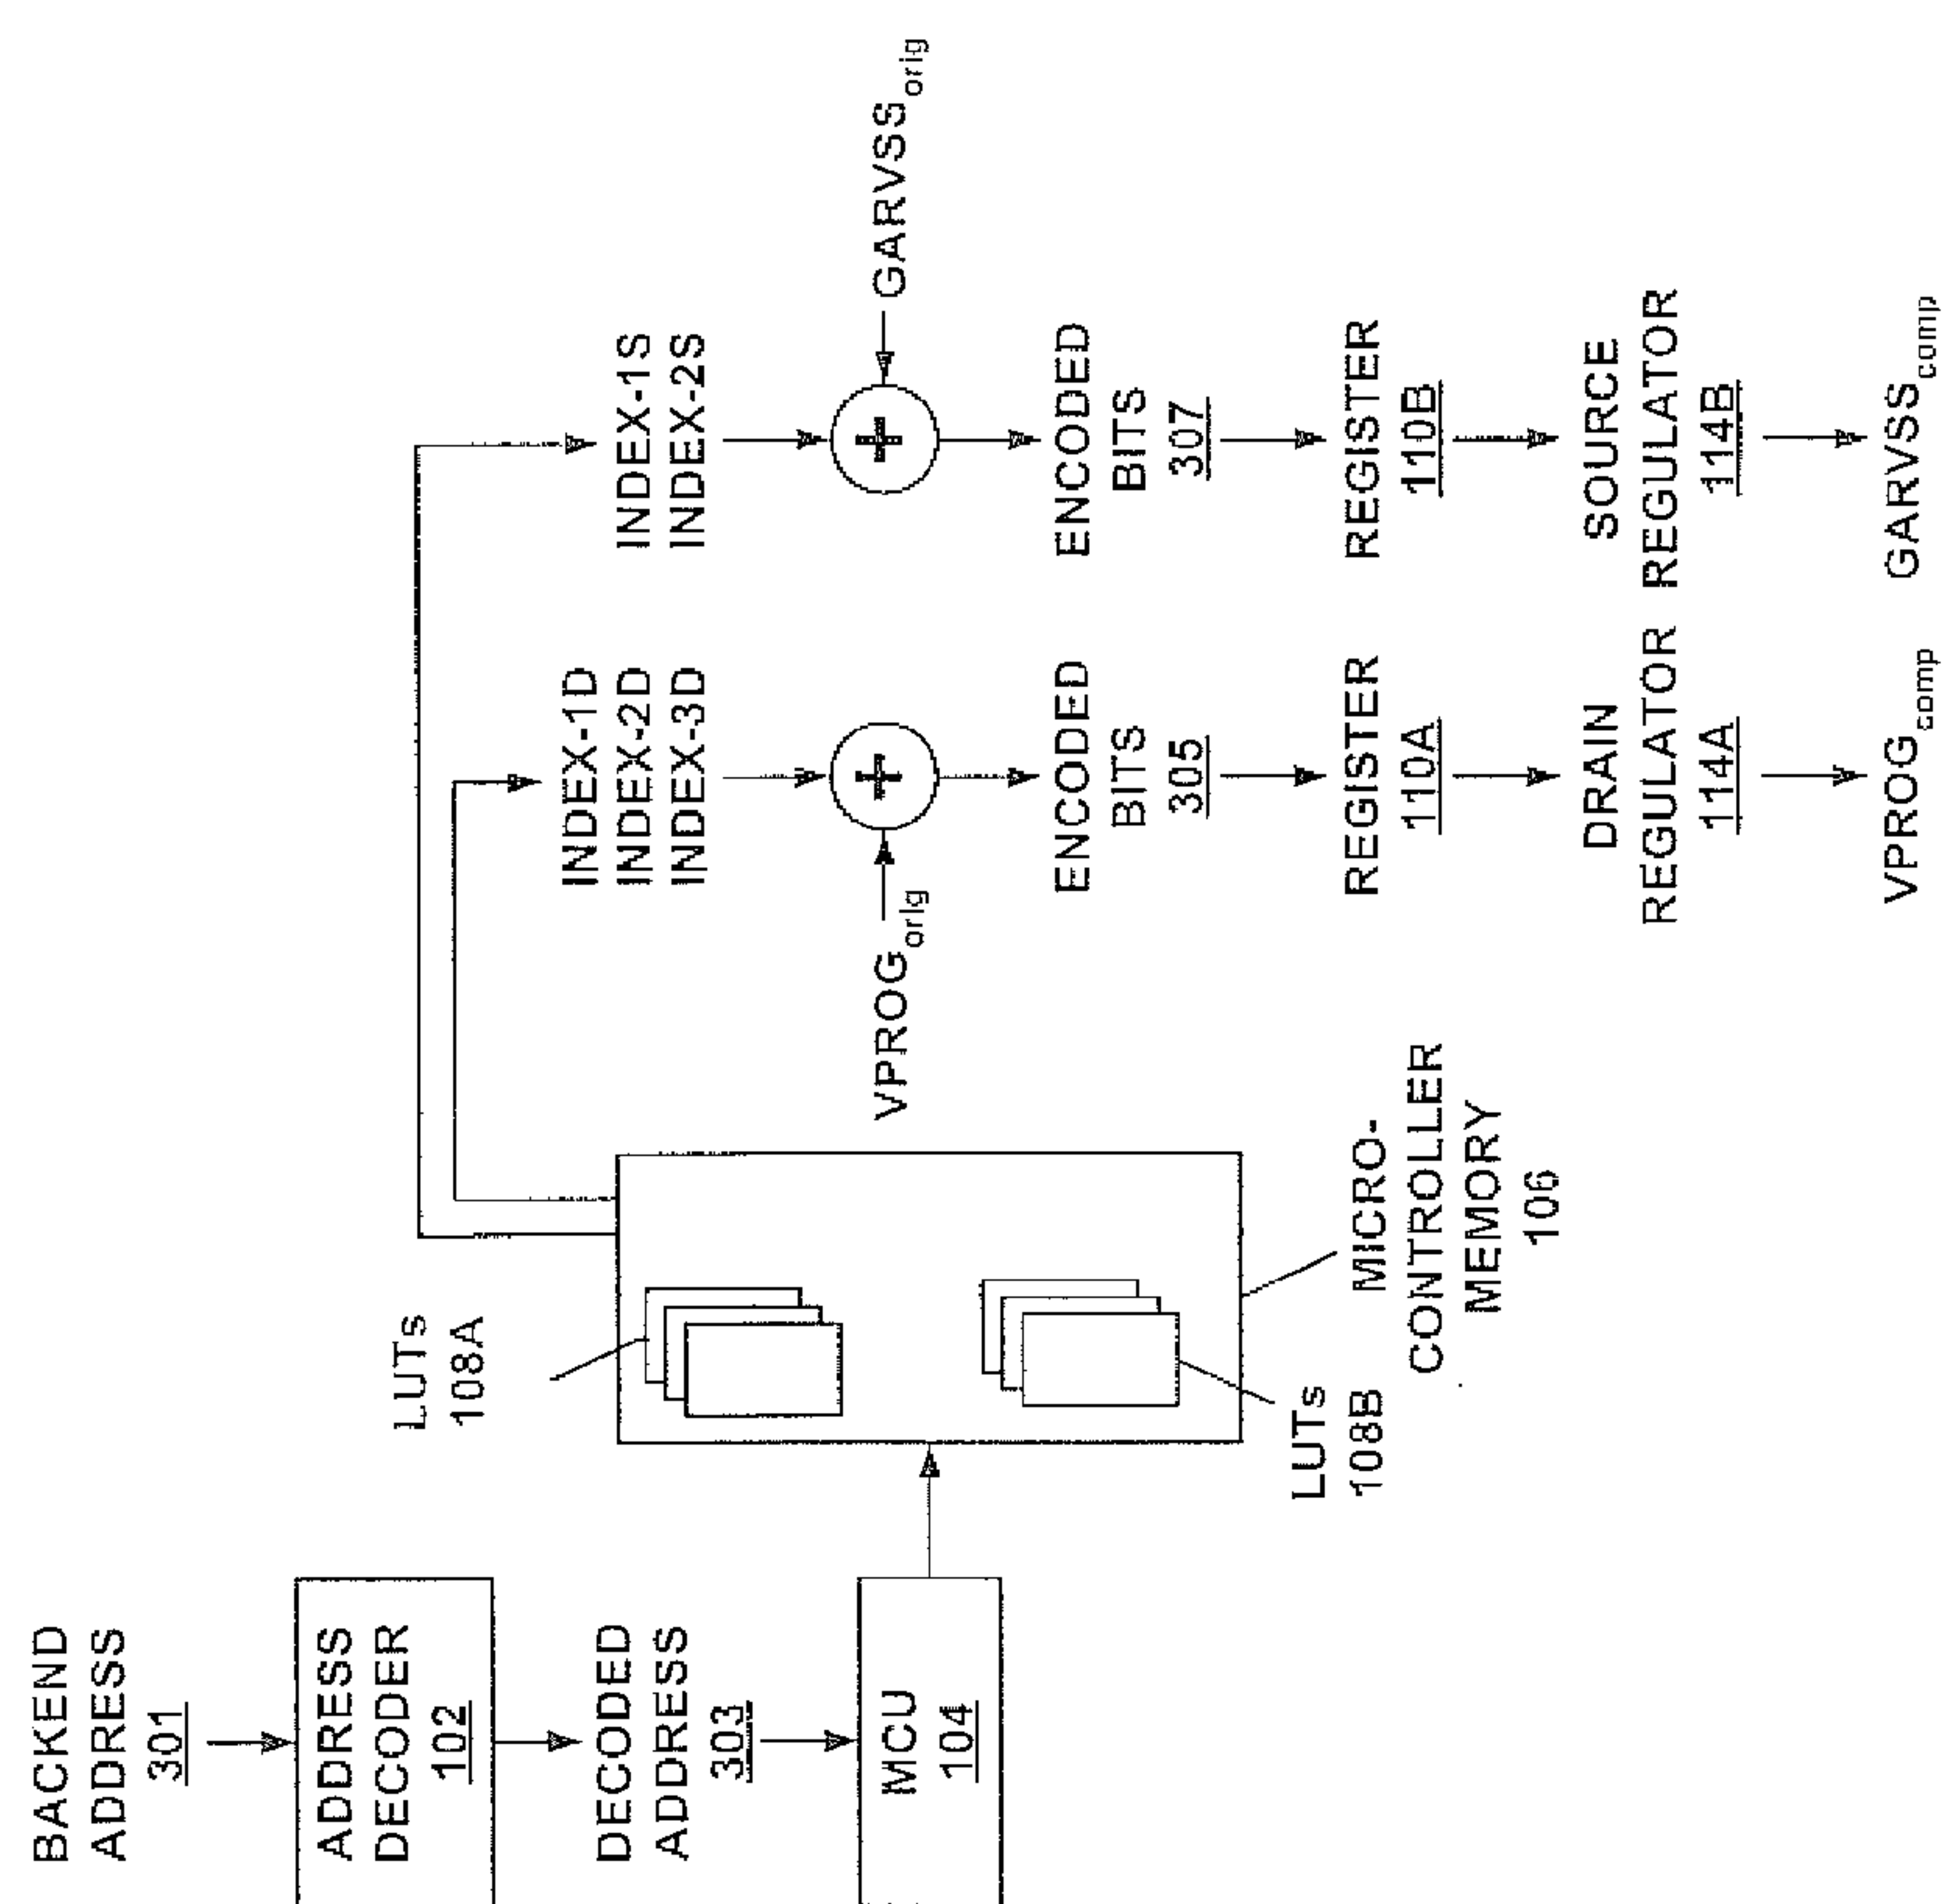 BACKEND
ADDRESS
301
ADDRESS
DECODER
102
DECODED
ADDRESS
303
MCU
104
LUTs
108A
LUTs
108B
MICRO-
CONTROLLER
MEMORY
106
INDEX-1D
INDEX-2D
INDEX-3D
VPROGorig
+
ENCODED
BITS
305
REGISTER
110A
DRAIN
REGULATOR
114A
VPROGcomp
INDEX-1S
INDEX-2S
GARVSSorig
+
ENCODED
BITS
307
REGISTER
110B
SOURCE
REGULATOR
114B
GARVSScomp